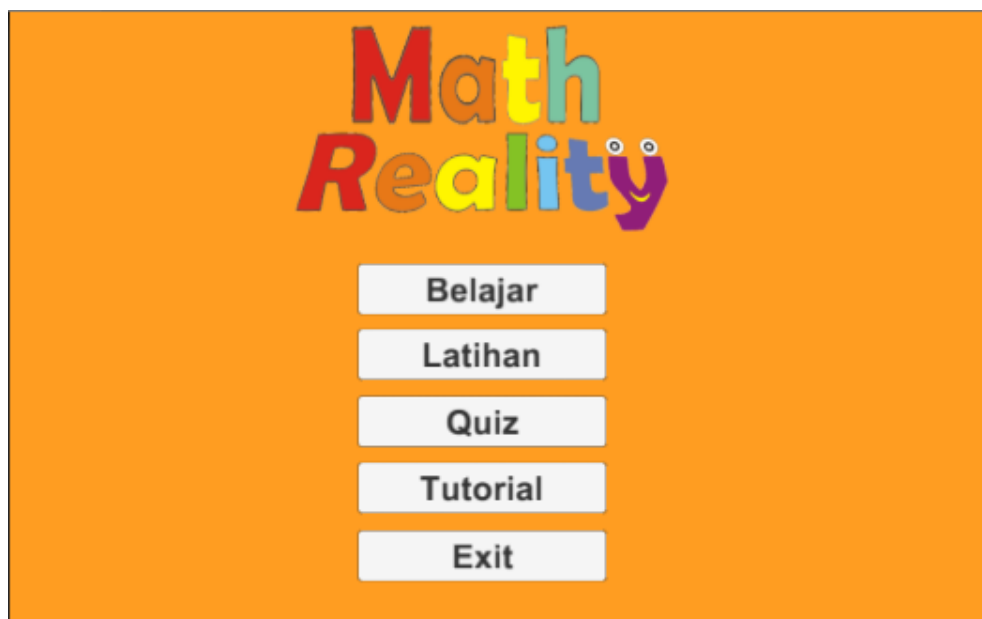 Math
Reality
Belajar
Latihan
Quiz
Tutorial
Exit